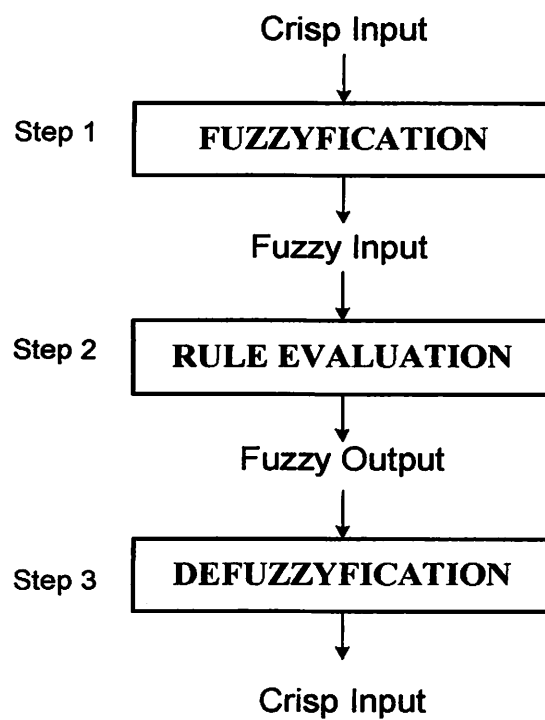 Crisp Input
Step 1
FUZZYFICATION
Fuzzy Input
Step 2
RULE EVALUATION
Fuzzy Output
Step 3
DEFUZZYFICATION
Crisp Input